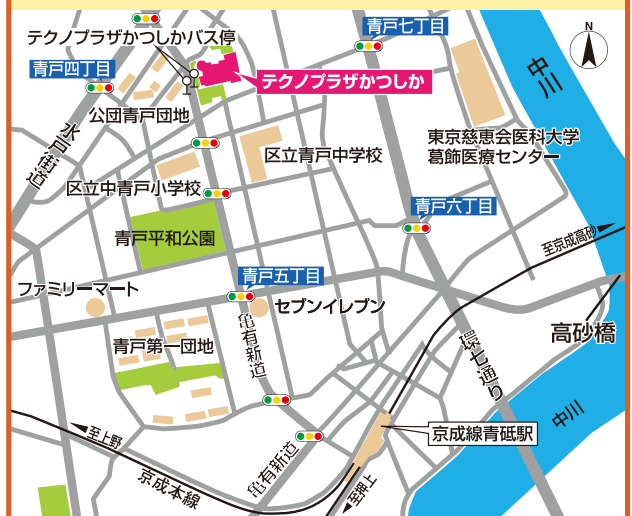 青戸七丁目
N
テクノプラザかつしかバス停
青戸四丁目
テクノプラザかつしか
中川
公団青戸団地
水戸街道
東京慈恵会医科大学
葛飾医療センター
区立青戸中学校
区立中青戸小学校
青戸六丁目
青戸平和公園
至京成高砂
青戸五丁目
ファミリーマート
セブンイレブン
亀有新道
高砂橋
青戸第一団地
環七通り
中川
至上野
京成線青砥駅
亀有新道
京成本線
至押上